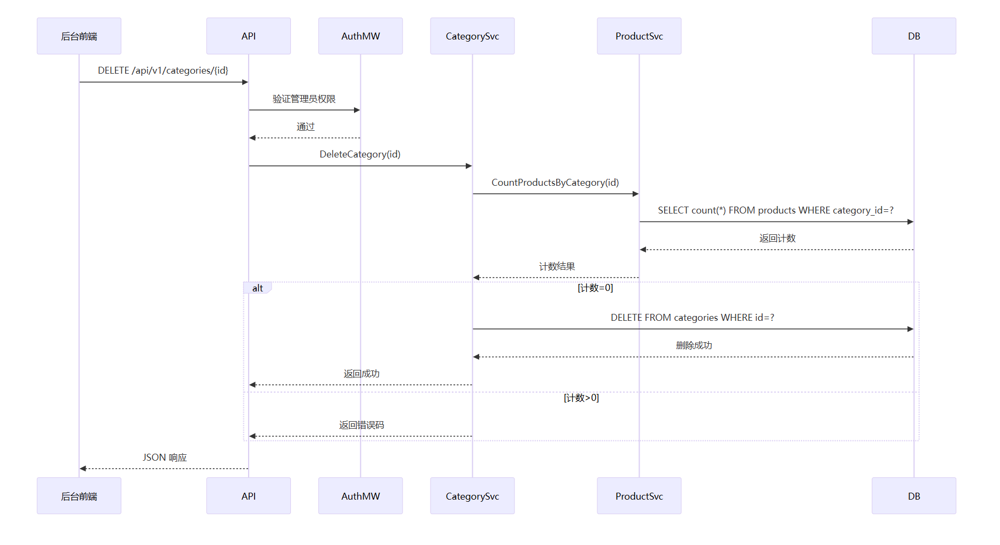 后台前端
API
AuthMW
CategorySvc
ProductSvc
DB
DELETE /api/v1/categories/{id}
验证管理员权限
通过
DeleteCategory(id)
CountProductsByCategory(id)
SELECT count(*) FROM products WHERE category_id=?
返回计数
计数结果
alt
[计数=0]
DELETE FROM categories WHERE id=?
删除成功
返回成功
[计数>0]
返回错误码
JSON 响应
后台前端
API
AuthMW
CategorySvc
ProductSvc
DB